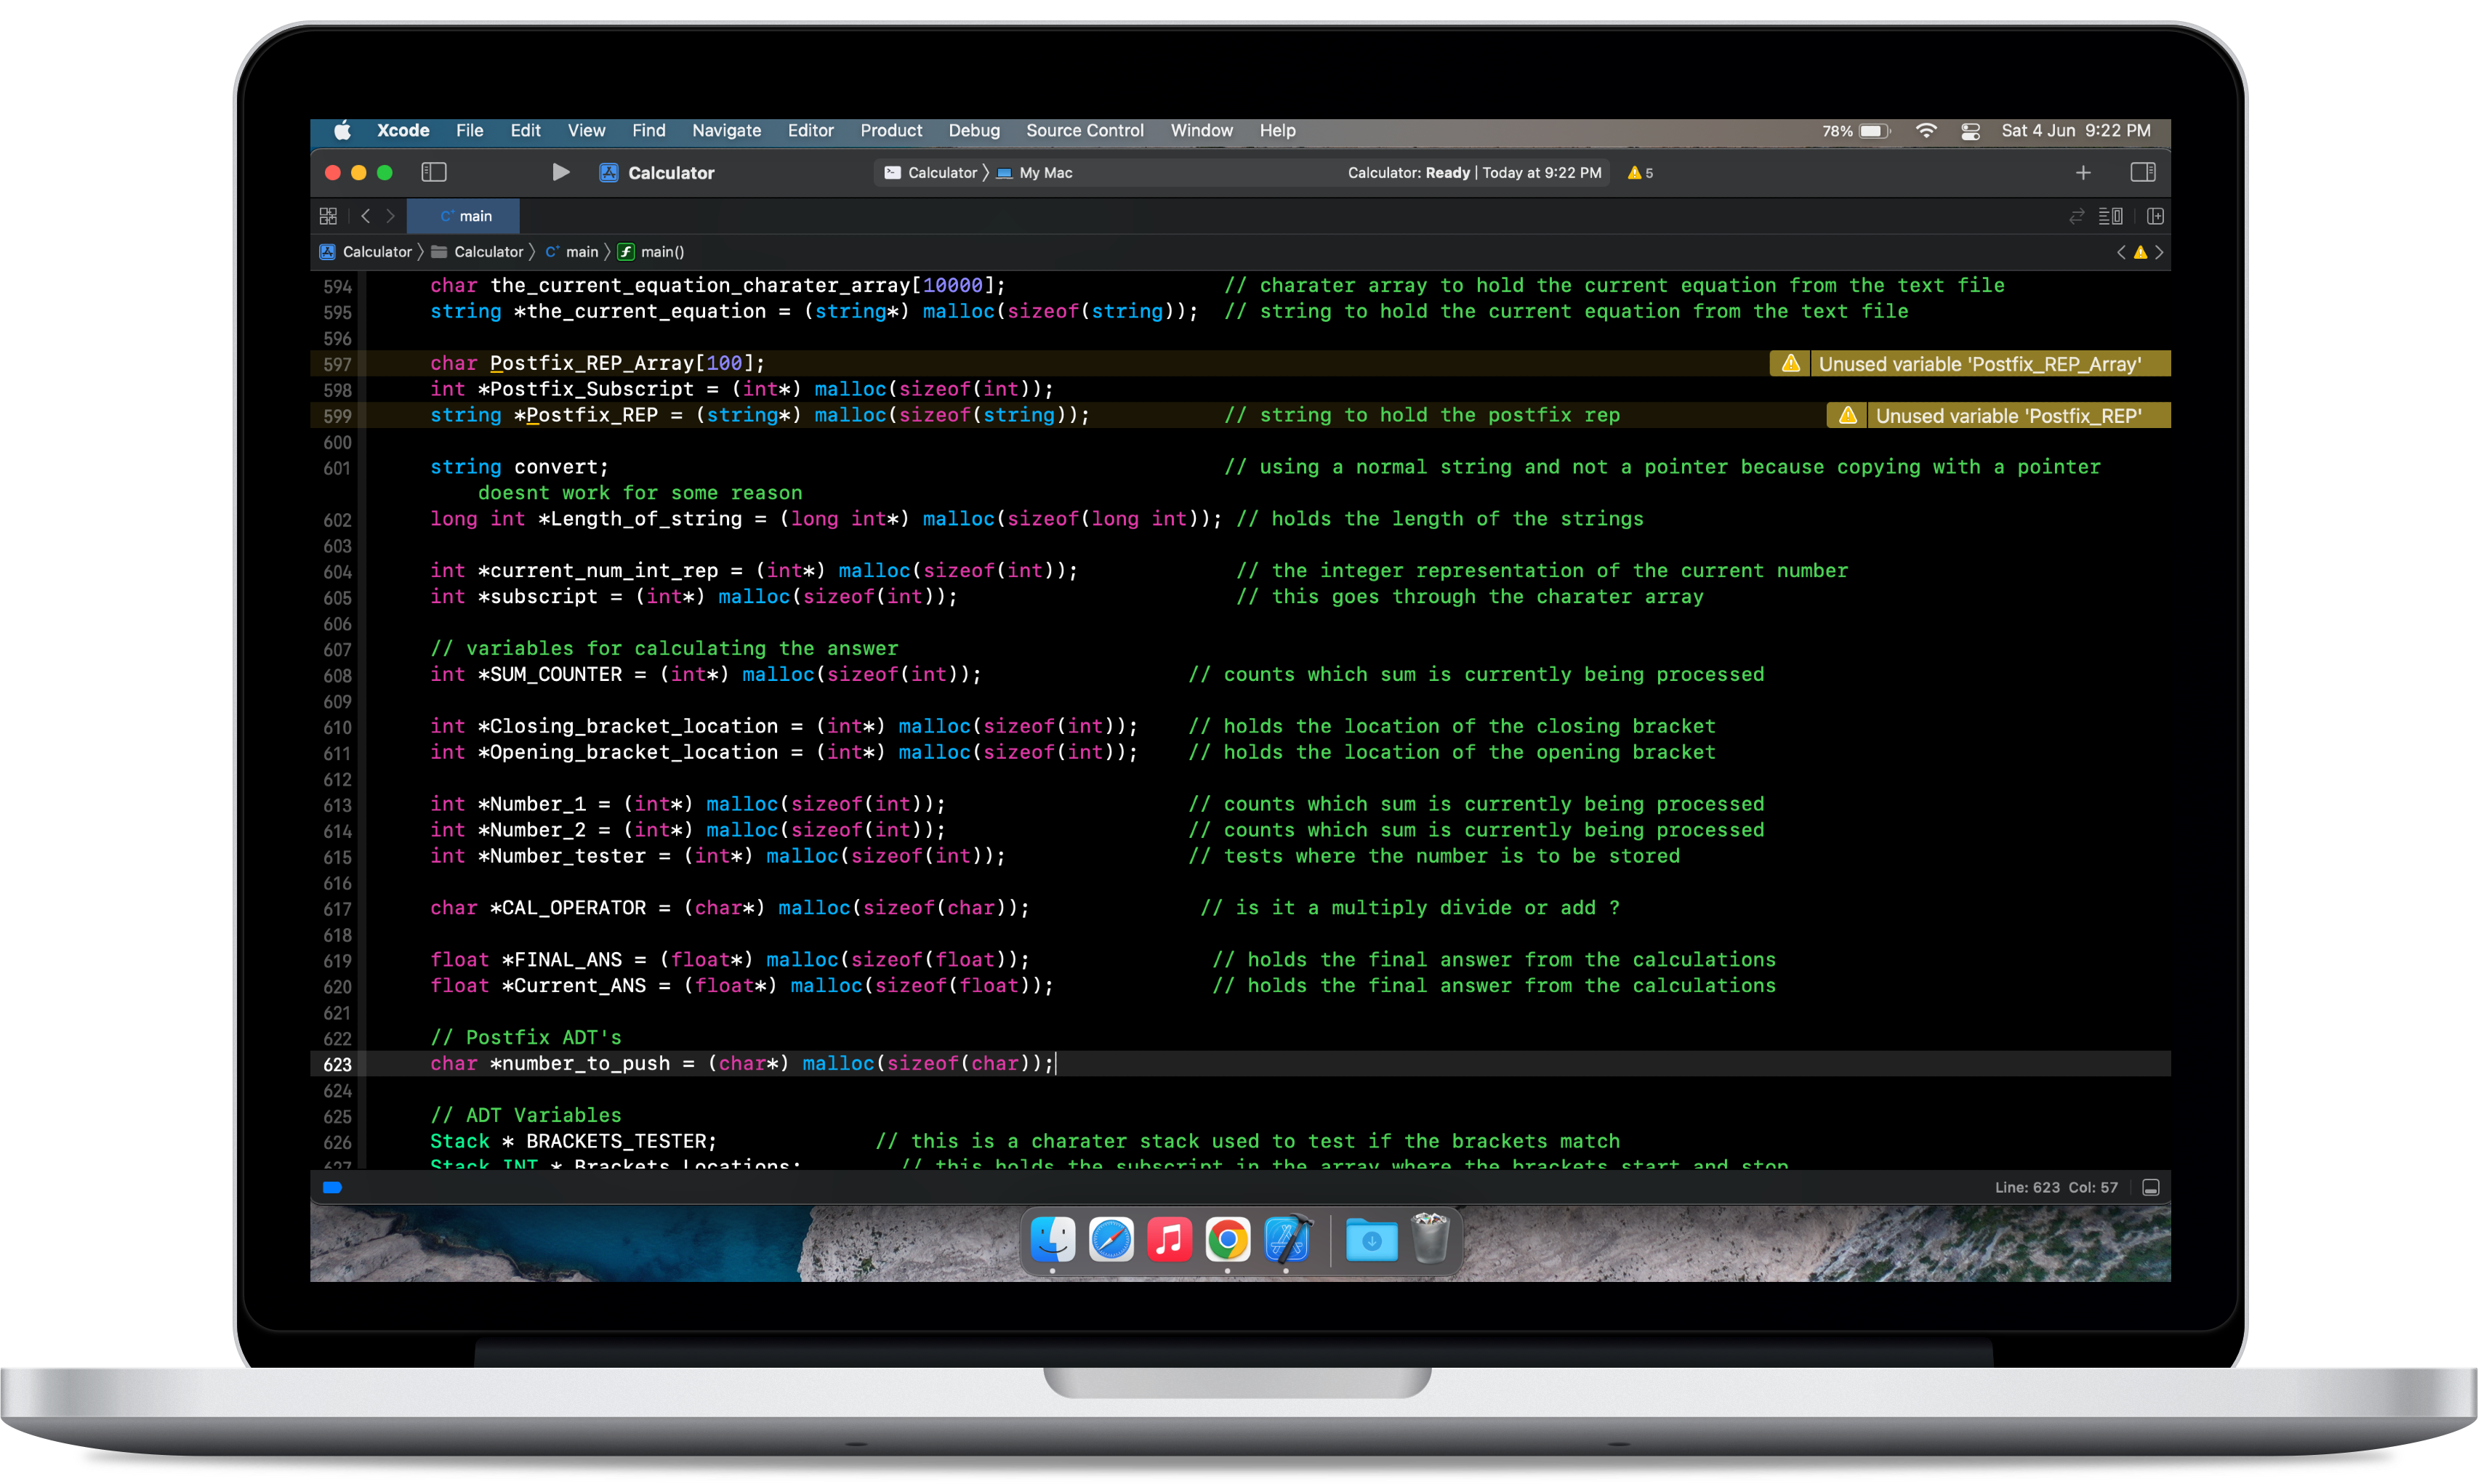 Xcode File Edit View Find Navigate Editor Product Debug Source Control Window Help 78% Sat 4 Jun 9:22 PM
Calculator Calculator My Mac Calculator: Ready | Today at 9:22 PM 5
main
Calculator Calculator main main()
594 char the_current_equation_charater_array[10000]; // charater array to hold the current equation from the text file
595 string *the_current_equation = (string*) malloc(sizeof(string)); // string to hold the current equation from the text file
596
597 char Postfix_REP_Array[100]; Unused variable 'Postfix_REP_Array'
598 int *Postfix_Subscript = (int*) malloc(sizeof(int));
599 string *Postfix_REP = (string*) malloc(sizeof(string)); // string to hold the postfix rep Unused variable 'Postfix_REP'
600
601 string convert; // using a normal string and not a pointer because copying with a pointer
doesnt work for some reason
602 long int *Length_of_string = (long int*) malloc(sizeof(long int)); // holds the length of the strings
603
604 int *current_num_int_rep = (int*) malloc(sizeof(int)); // the integer representation of the current number
605 int *subscript = (int*) malloc(sizeof(int)); // this goes through the charater array
606
607 // variables for calculating the answer
608 int *SUM_COUNTER = (int*) malloc(sizeof(int)); // counts which sum is currently being processed
609
610 int *Closing_bracket_location = (int*) malloc(sizeof(int)); // holds the location of the closing bracket
611 int *Opening_bracket_location = (int*) malloc(sizeof(int)); // holds the location of the opening bracket
612
613 int *Number_1 = (int*) malloc(sizeof(int)); // counts which sum is currently being processed
614 int *Number_2 = (int*) malloc(sizeof(int)); // counts which sum is currently being processed
615 int *Number_tester = (int*) malloc(sizeof(int)); // tests where the number is to be stored
616
617 char *CAL_OPERATOR = (char*) malloc(sizeof(char)); // is it a multiply divide or add ?
618
619 float *FINAL_ANS = (float*) malloc(sizeof(float)); // holds the final answer from the calculations
620 float *Current_ANS = (float*) malloc(sizeof(float)); // holds the final answer from the calculations
621
622 // Postfix ADT's
623 char *number_to_push = (char*) malloc(sizeof(char));
624
625 // ADT Variables
626 Stack * BRACKETS_TESTER; // this is a charater stack used to test if the brackets match
627 Stack_INT * Brackets_Locations; // this holds the subscript in the array where the brackets start and stop
Line: 623 Col: 57